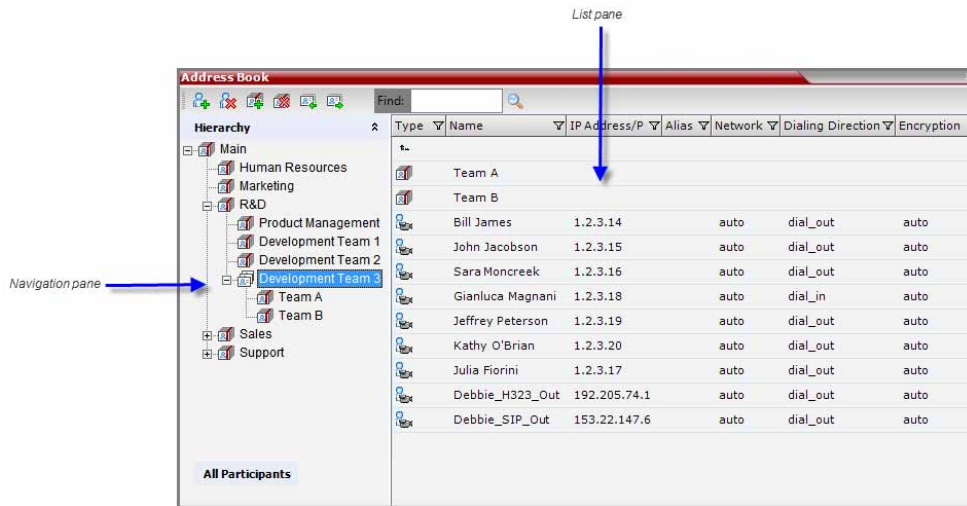 List pane
Address Book
Find:
Hierarchy
Main
Human Resources
Marketing
R&D
Product Management
Development Team 1
Development Team 2
Development Team 3
Team A
Team B
Sales
Support
All Participants
Navigation pane
Type Name IP Address/P Alias Network Dialing Direction Encryption
Team A
Team B
Bill James 1.2.3.14 auto dial_out auto
John Jacobson 1.2.3.15 auto dial_out auto
Sara Moncreek 1.2.3.16 auto dial_out auto
Gianluca Magnani 1.2.3.18 auto dial_in auto
Jeffrey Peterson 1.2.3.19 auto dial_out auto
Kathy O'Brian 1.2.3.20 auto dial_out auto
Julia Fiorini 1.2.3.17 auto dial_out auto
Debbie_H323_Out 192.205.74.1 auto dial_out auto
Debbie_SIP_Out 153.22.147.6 auto dial_out auto